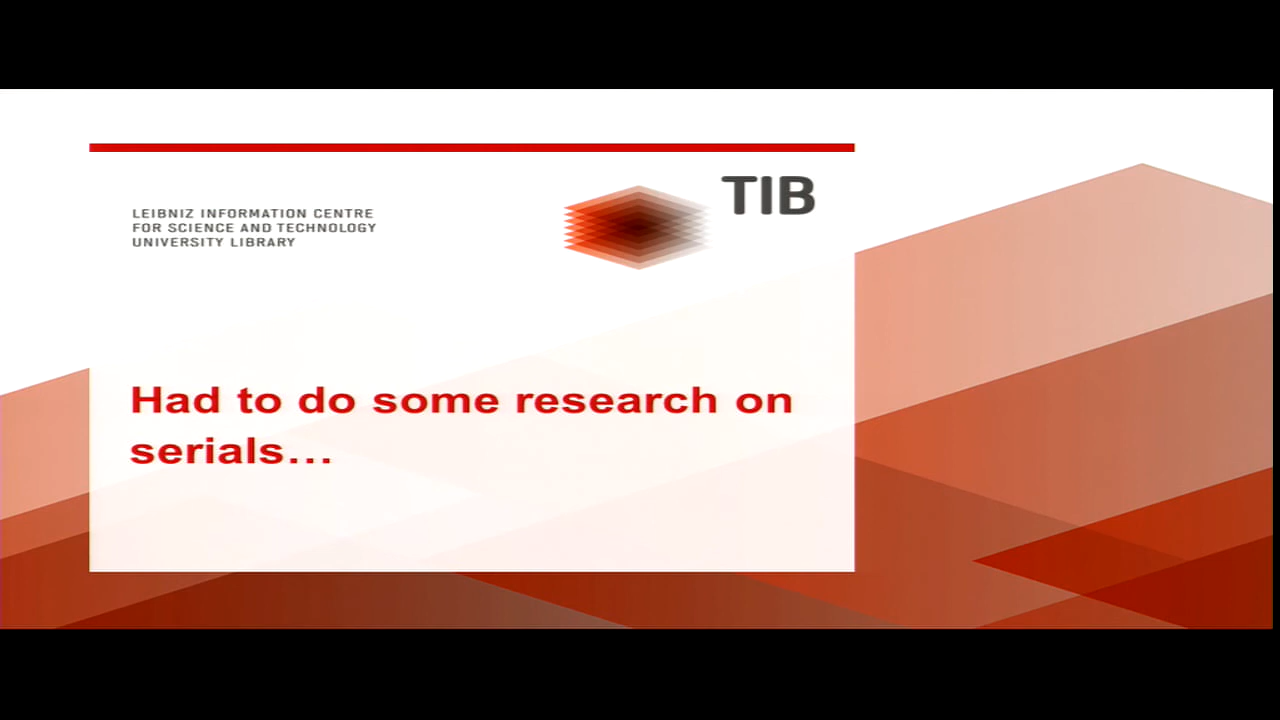 LEIBNIZ INFORMATION CENTRE
FOR SCIENCE AND TECHNOLOGY
UNIVERSITY LIBRARY
TIB
Had to do some research on
serials…